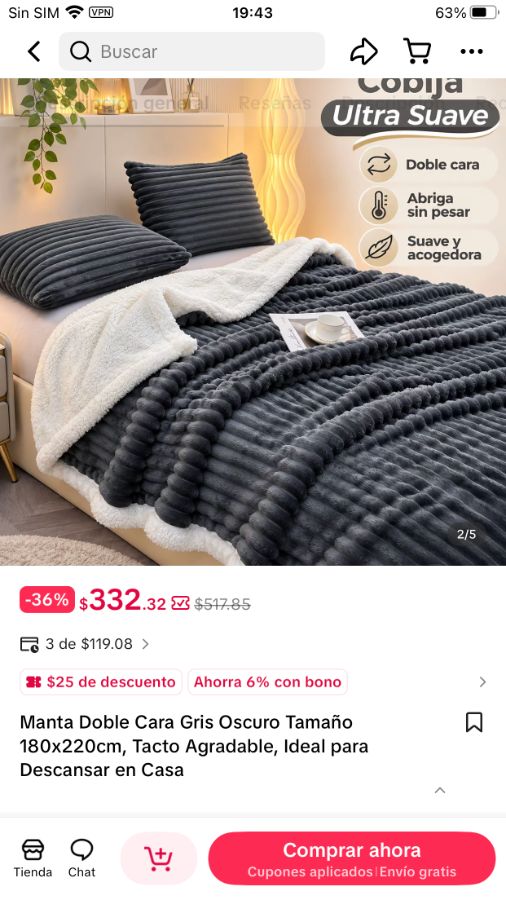 Sin SIM VPN 19:43 63%
Buscar
general
Reseñas
Cobija
Ultra Suave
Doble cara
Abriga
sin pesar
Suave y
acogedora
2/5
-36% $332.32 $517.85
3 de $119.08
$25 de descuento Ahorra 6% con bono
Manta Doble Cara Gris Oscuro Tamaño
180x220cm, Tacto Agradable, Ideal para
Descansar en Casa
Tienda
Chat
Comprar ahora
Cupones aplicados Envío gratis